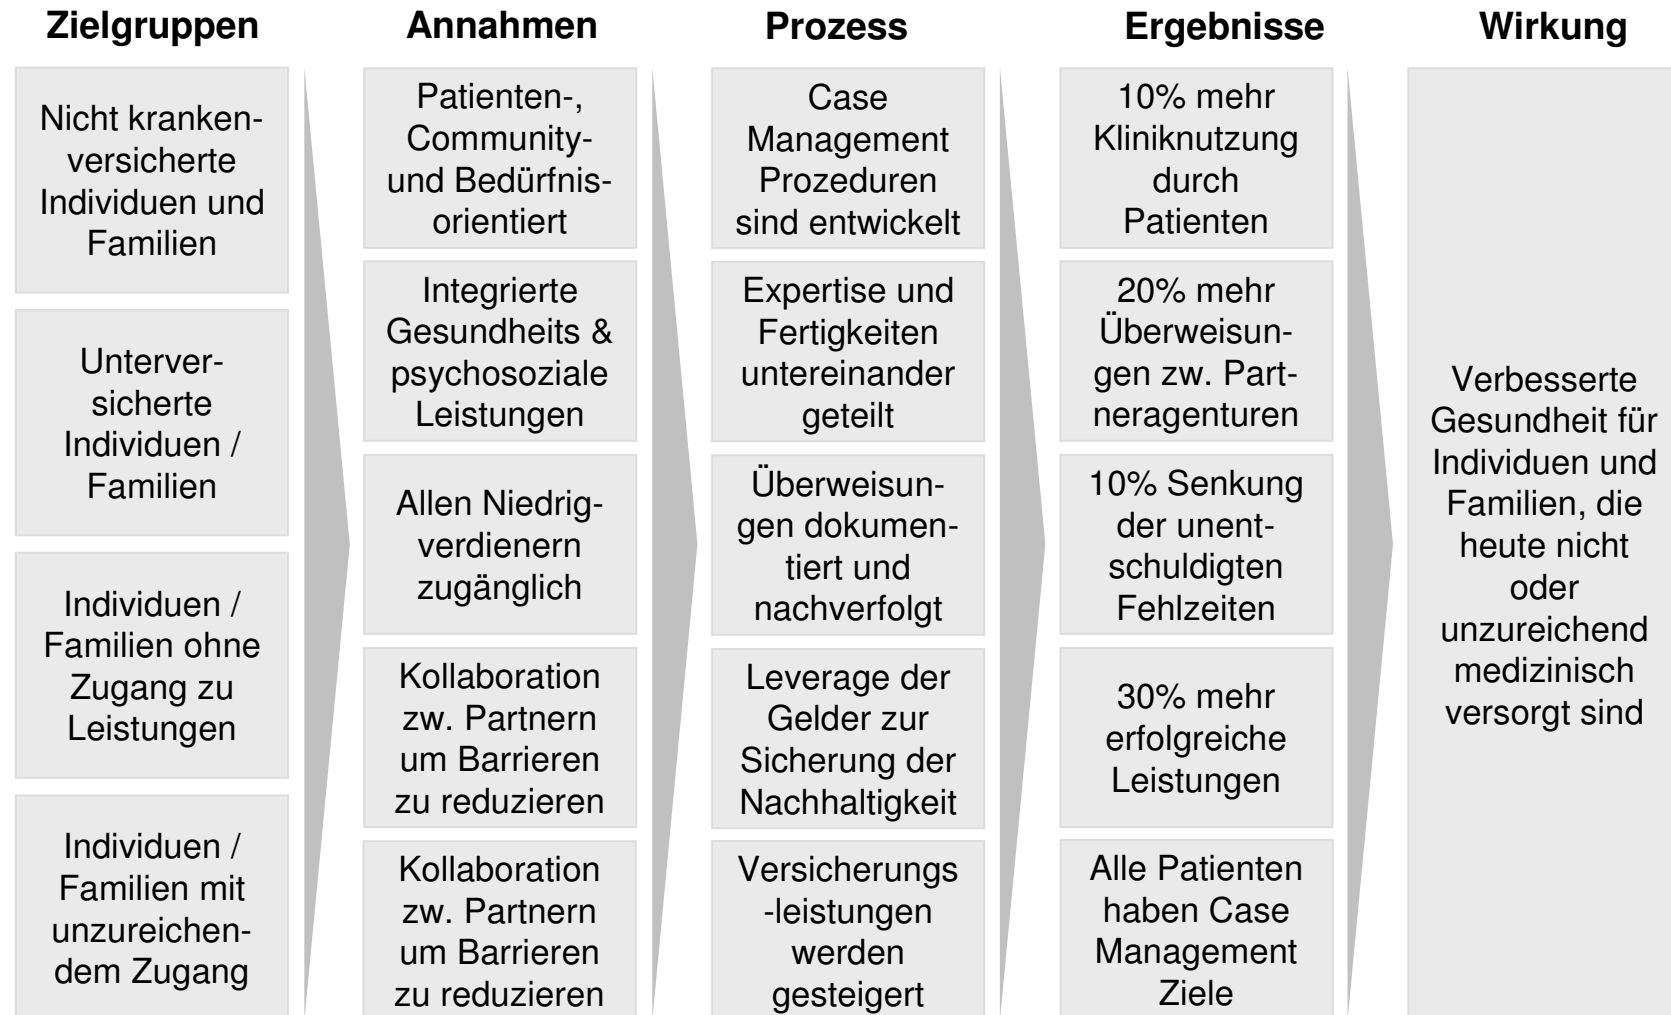 Zielgruppen
Nicht kranken-
versicherte
Individuen und
Familien
Unterver-
sicherte
Individuen /
Familien
Individuen /
Familien ohne
Zugang zu
Leistungen
Individuen /
Familien mit
unzureichen-
dem Zugang
Annahmen
Patienten-,
Community-
und Bedürfnis-
orientiert
Integrierte
Gesundheits &
psychosoziale
Leistungen
Allen Niedrig-
verdienern
zugänglich
Kollaboration
zw. Partnern
um Barrieren
zu reduzieren
Kollaboration
zw. Partnern
um Barrieren
zu reduzieren
Prozess
Case
Management
Prozeduren
sind entwickelt
Expertise und
Fertigkeiten
untereinander
geteilt
Überweisun-
gen dokumen-
tiert und
nachverfolgt
Leverage der
Gelder zur
Sicherung der
Nachhaltigkeit
Versicherungs
-leistungen
werden
gesteigert
Ergebnisse
10% mehr
Kliniknutzung
durch
Patienten
20% mehr
Überweisun-
gen zw. Part-
neragenturen
10% Senkung
der unent-
schuldigten
Fehlzeiten
30% mehr
erfolgreiche
Leistungen
Alle Patienten
haben Case
Management
Ziele
Wirkung
Verbesserte
Gesundheit für
Individuen und
Familien, die
heute nicht
oder
unzureichend
medizinisch
versorgt sind